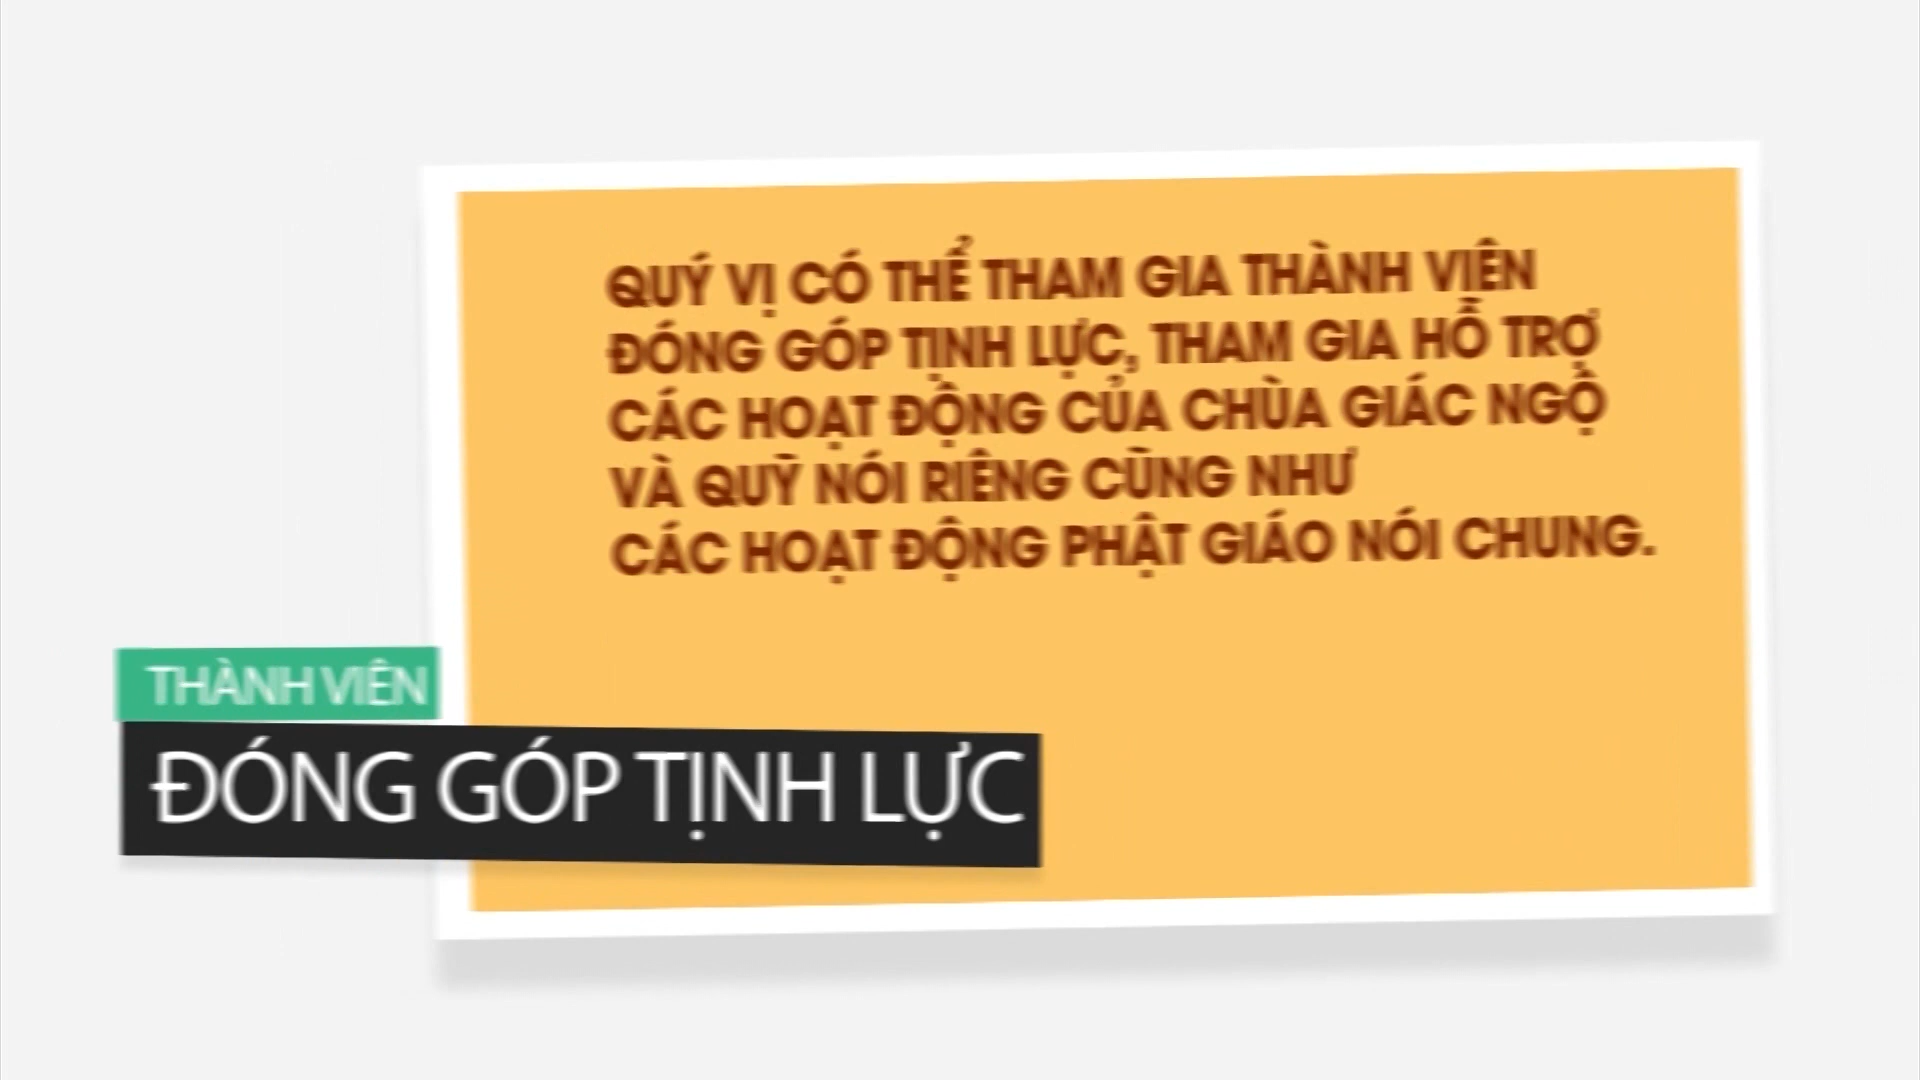 QUÝ VỊ CÓ THỂ THAM GIA THÀNH VIÊN
ĐÓNG GÓP TỊNH LỰC, THAM GIA HỖ TRỢ
CÁC HOẠT ĐỘNG CỦA CHÙA GIÁC NGỘ
VÀ QUỸ NÓI RIÊNG CŨNG NHƯ
CÁC HOẠT ĐỘNG PHẬT GIÁO NÓI CHUNG.
THÀNH VIÊN
ĐÓNG GÓP TỊNH LỰC